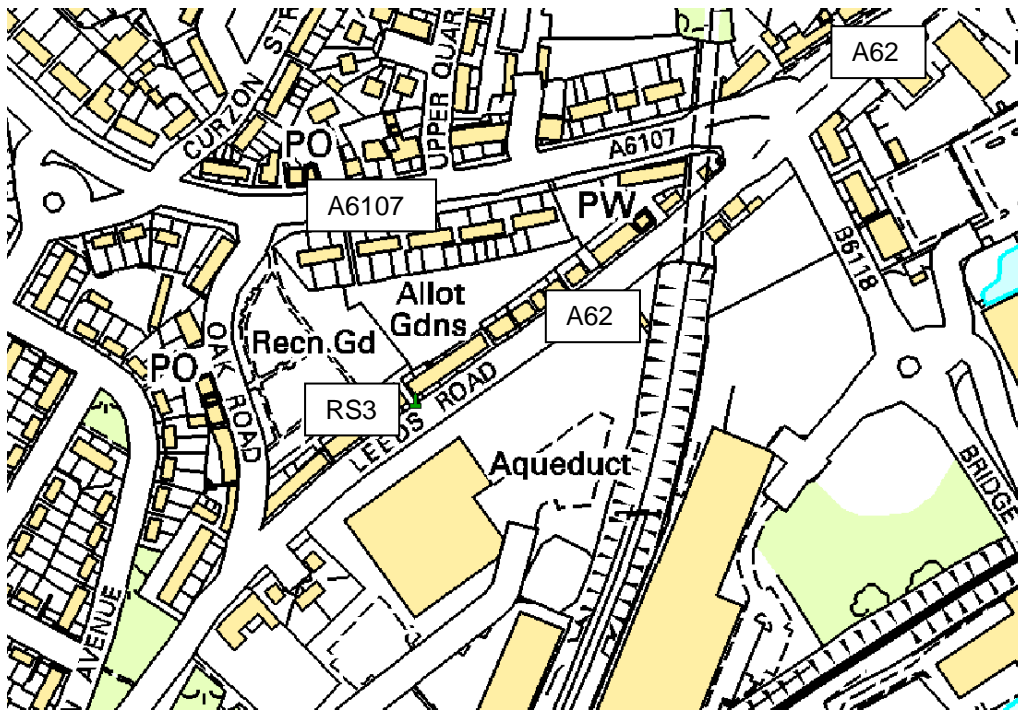 A62
CURZON STR
UPPER QUAR
PO
A6107
A6107
PW
B6118
Allot
Gdns
A62
Recn.Gd
OAK ROAD
PO
RS3
LEEDS ROAD
Aqueduct
BRIDGE
AVENUE